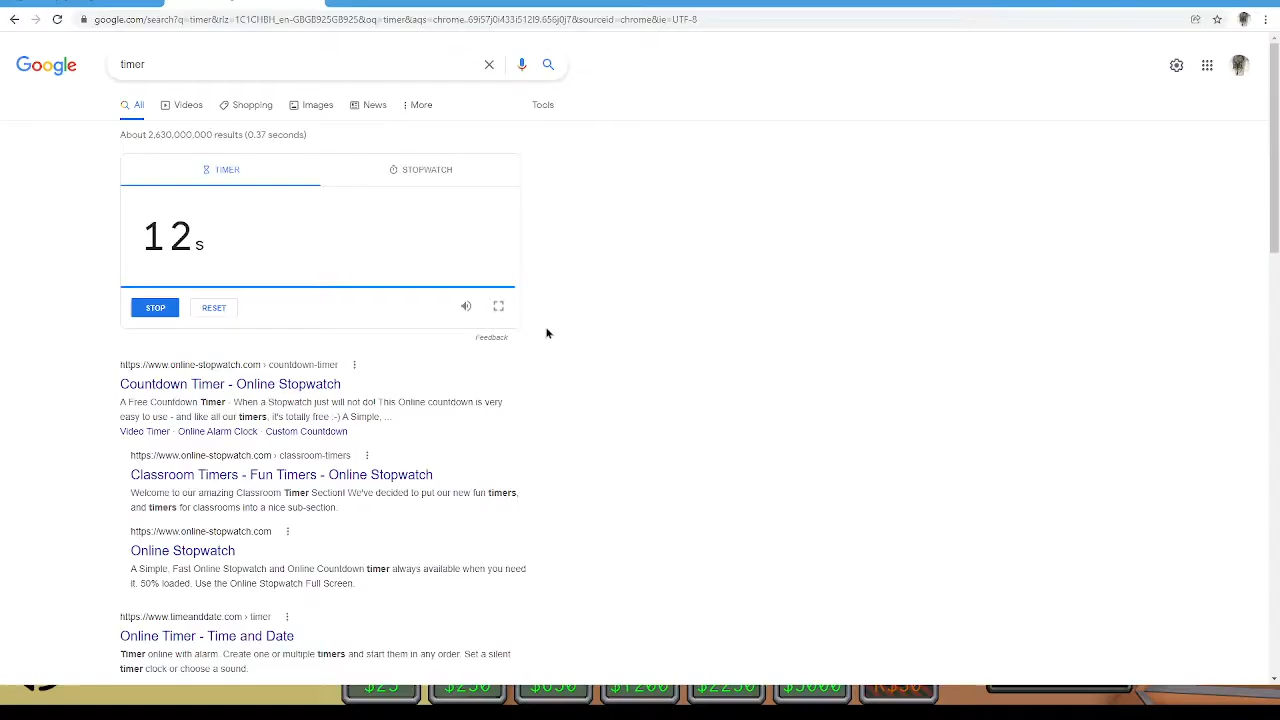 google.com/search?q=timer&rlz=1C1CHBH_en-GBGB925GB925&oq=timer&aqs=chrome..69i57j0i433i512l9.656j0j7&sourceid=chrome&ie=UTF-8
Google
timer
All
Videos
Shopping
Images
News
More
Tools
About 2,630,000,000 results (0.37 seconds)
TIMER
STOPWATCH
12s
STOP
RESET
Feedback
https://www.online-stopwatch.com › countdown-timer
Countdown Timer - Online Stopwatch
A Free Countdown Timer - When a Stopwatch just will not do! This Online countdown is very
easy to use - and like all our timers, it's totally free :-) A Simple, ...
Video Timer · Online Alarm Clock · Custom Countdown
https://www.online-stopwatch.com › classroom-timers
Classroom Timers - Fun Timers - Online Stopwatch
Welcome to our amazing Classroom Timer Section! We've decided to put our new fun timers,
and timers for classrooms into a nice sub-section.
https://www.online-stopwatch.com
Online Stopwatch
A Simple, Fast Online Stopwatch and Online Countdown timer always available when you need
it. 50% loaded. Use the Online Stopwatch Full Screen.
https://www.timeanddate.com › timer
Online Timer - Time and Date
Timer online with alarm. Create one or multiple timers and start them in any order. Set a silent
timer clock or choose a sound.
$25 $250 $650 $1200 $2250 $5000